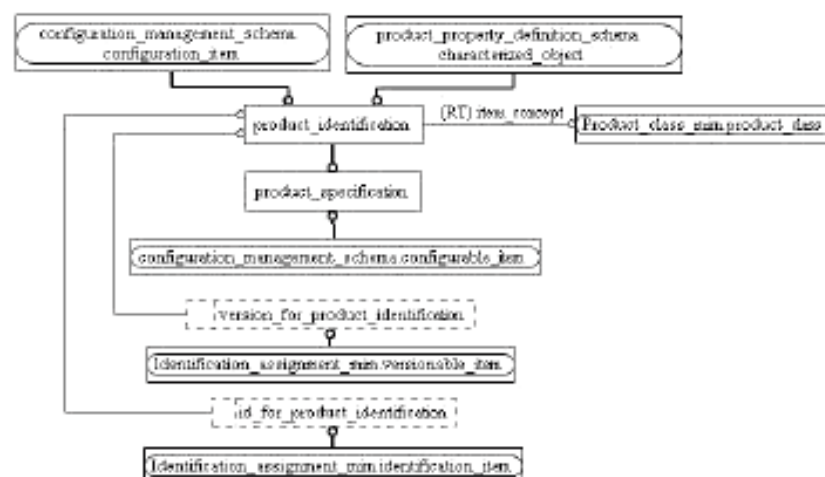 configuration_management_schema.
configuration_item
product_property_definition_schema
characterized_object
product_identification
(RT) item_concept
Product_class_mim.product_class
product_specification
configuration_management_schema.configurable_item
version_for_product_identification
Identification_assignment_mim.versionable_item
id_for_product_identification
Identification_assignment_mim.identification_item